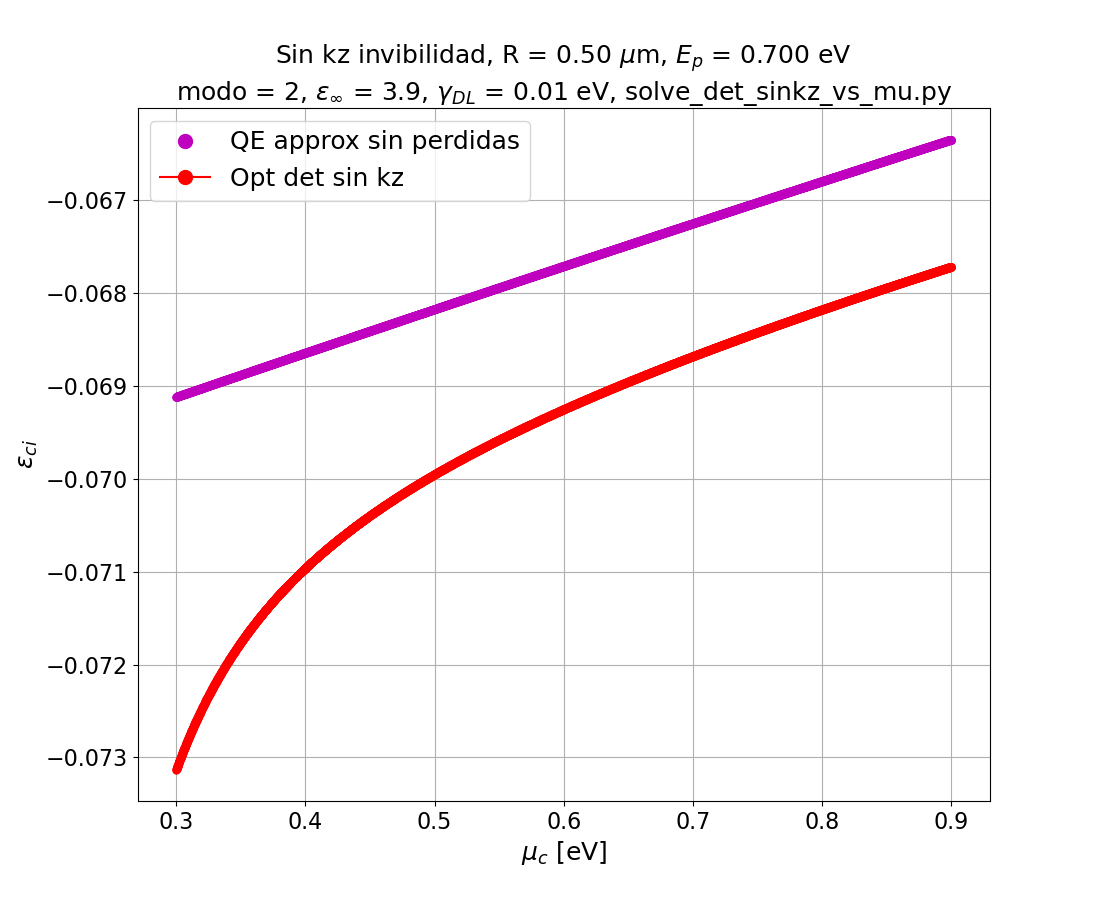 Sin kz invibilidad, R = 0.50 μm, E_p = 0.700 eV
modo = 2, ε_∞ = 3.9, γ_DL = 0.01 eV, solve_det_sinkz_vs_mu.py
QE approx sin perdidas
Opt det sin kz
−0.067
−0.068
−0.069
−0.070
−0.071
−0.072
−0.073
ε_ci
0.3 0.4 0.5 0.6 0.7 0.8 0.9
μ_c [eV]